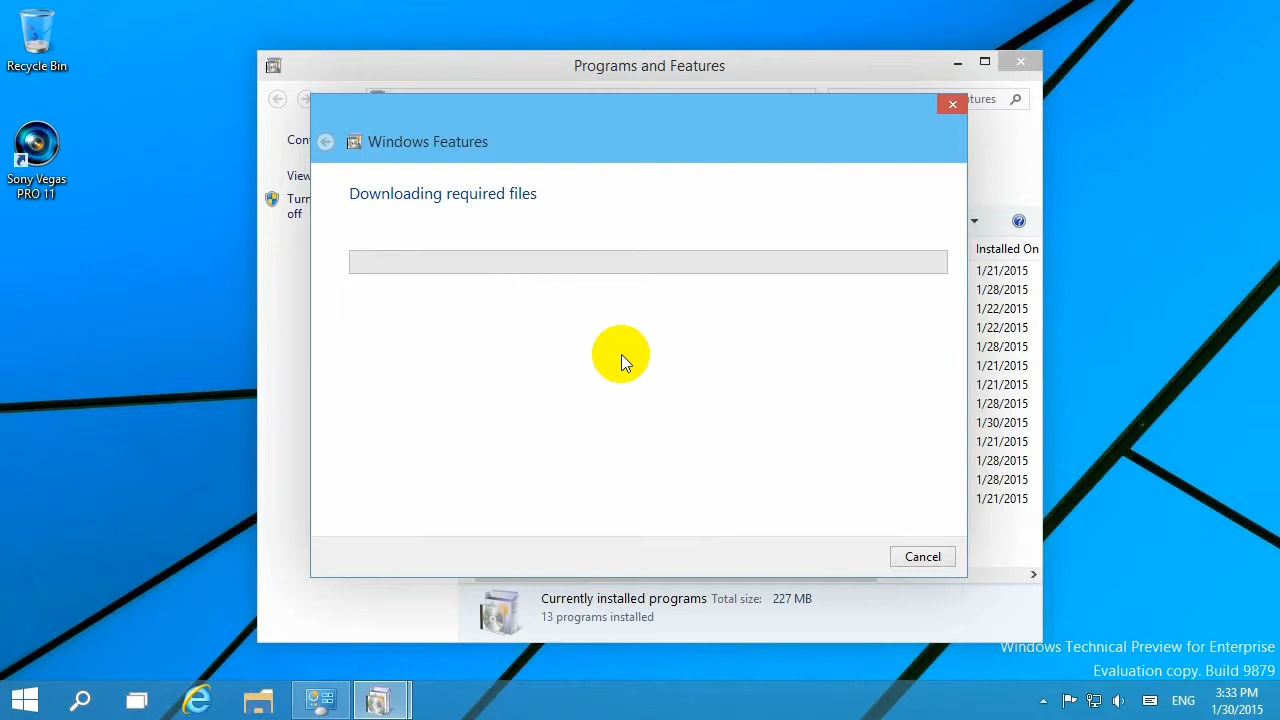 Recycle Bin
Sony Vegas
PRO 11
Programs and Features
atures
Con
View
Turn
off
Windows Features
Downloading required files
Cancel
Installed On
1/21/2015
1/28/2015
1/22/2015
1/22/2015
1/28/2015
1/21/2015
1/21/2015
1/28/2015
1/30/2015
1/21/2015
1/28/2015
1/28/2015
1/21/2015
Currently installed programs Total size: 227 MB
13 programs installed
Windows Technical Preview for Enterprise
Evaluation copy. Build 9879
ENG
3:33 PM
1/30/2015